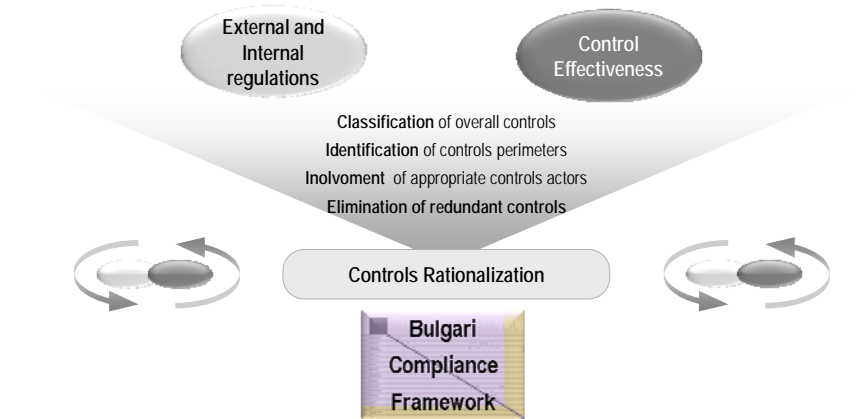 External and
Internal
regulations
Control
Effectiveness
Classification of overall controls
Identification of controls perimeters
Inolvoment of appropriate controls actors
Elimination of redundant controls
Controls Rationalization
Bulgari
Compliance
Framework